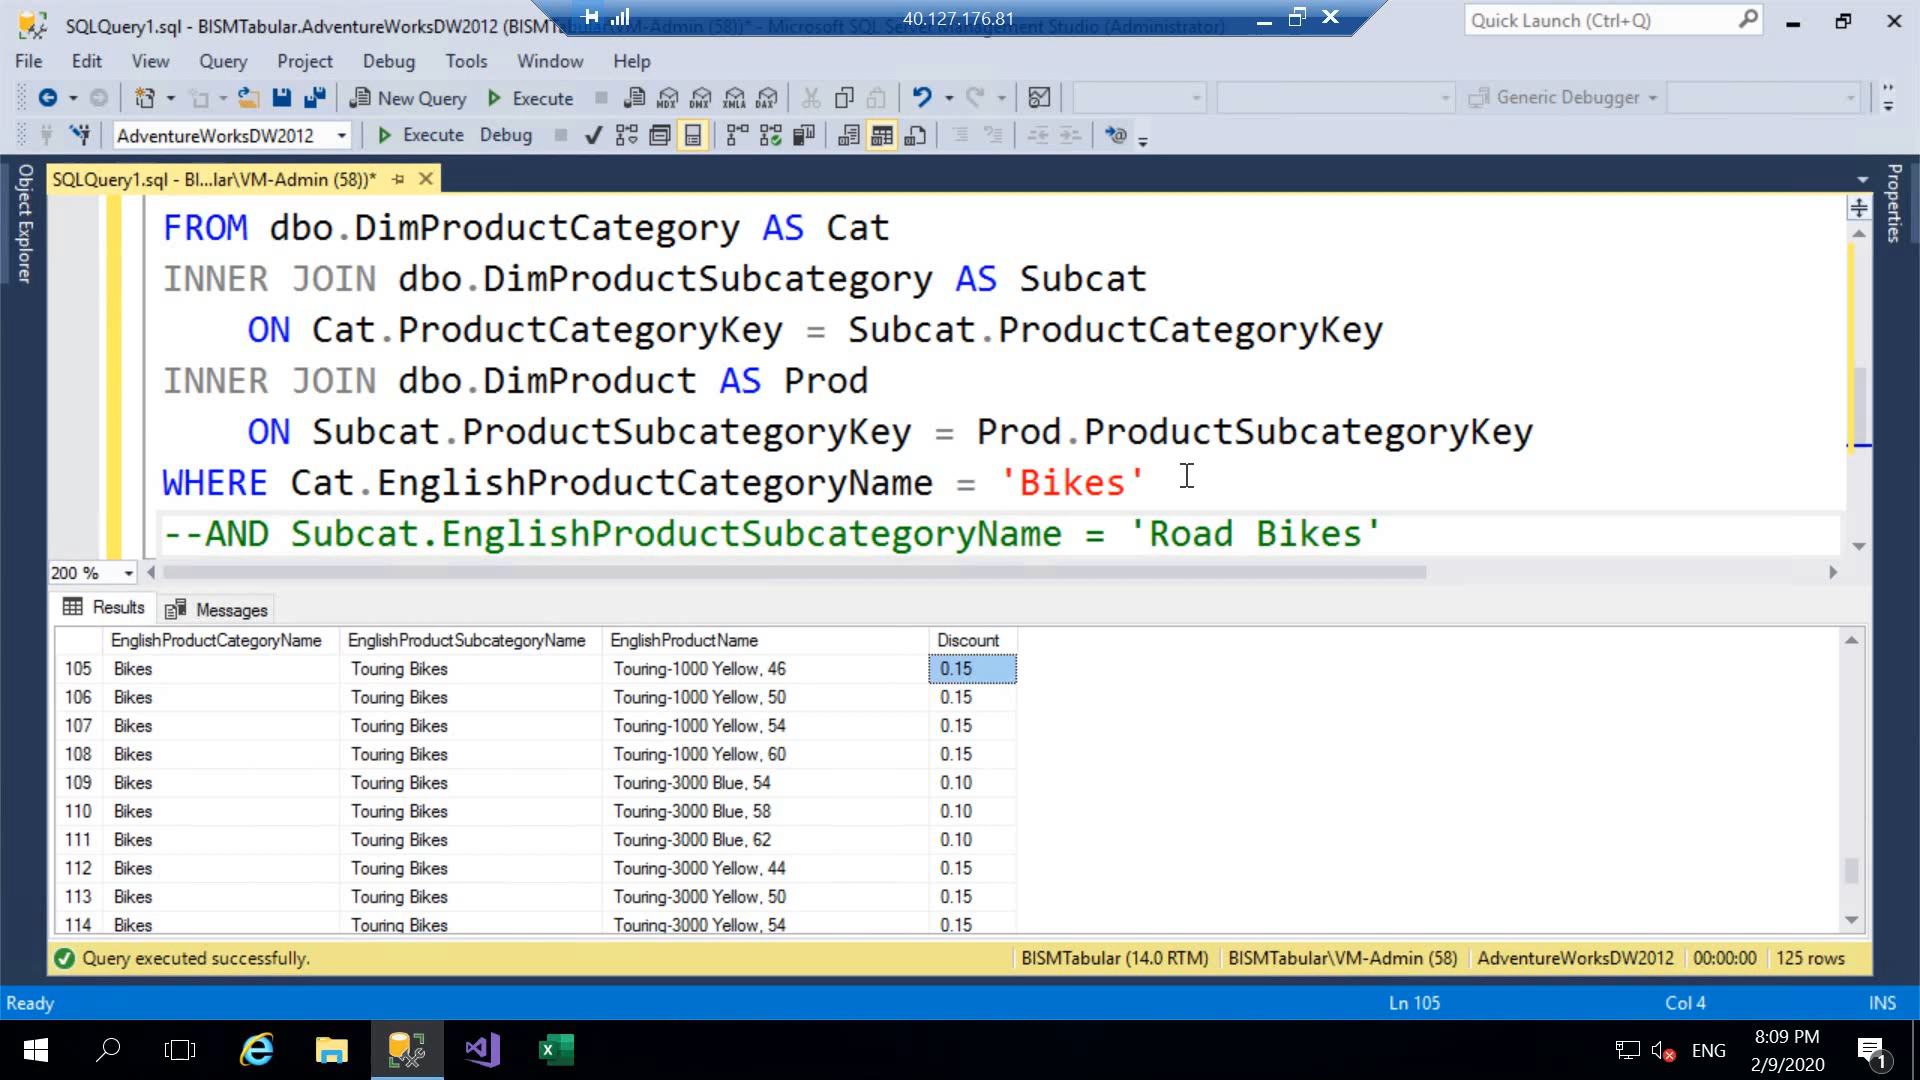 40.127.176.81
SQLQuery1.sql - BISMTabular.AdventureWorksDW2012 (BISMTabular\VM-Admin (58))* - Microsoft SQL Server Management Studio (Administrator)
Quick Launch (Ctrl+Q)
File Edit View Query Project Debug Tools Window Help
New Query Execute MDX DMX XMLA DAX Generic Debugger
AdventureWorksDW2012 Execute Debug
SQLQuery1.sql - BI...lar\VM-Admin (58))*
Object Explorer
Properties
FROM dbo.DimProductCategory AS Cat
INNER JOIN dbo.DimProductSubcategory AS Subcat
ON Cat.ProductCategoryKey = Subcat.ProductCategoryKey
INNER JOIN dbo.DimProduct AS Prod
ON Subcat.ProductSubcategoryKey = Prod.ProductSubcategoryKey
WHERE Cat.EnglishProductCategoryName = 'Bikes'
--AND Subcat.EnglishProductSubcategoryName = 'Road Bikes'
200 %
Results Messages
EnglishProductCategoryName EnglishProductSubcategoryName EnglishProductName Discount
105 Bikes Touring Bikes Touring-1000 Yellow, 46 0.15
106 Bikes Touring Bikes Touring-1000 Yellow, 50 0.15
107 Bikes Touring Bikes Touring-1000 Yellow, 54 0.15
108 Bikes Touring Bikes Touring-1000 Yellow, 60 0.15
109 Bikes Touring Bikes Touring-3000 Blue, 54 0.10
110 Bikes Touring Bikes Touring-3000 Blue, 58 0.10
111 Bikes Touring Bikes Touring-3000 Blue, 62 0.10
112 Bikes Touring Bikes Touring-3000 Yellow, 44 0.15
113 Bikes Touring Bikes Touring-3000 Yellow, 50 0.15
114 Bikes Touring Bikes Touring-3000 Yellow, 54 0.15
Query executed successfully. BISMTabular (14.0 RTM) BISMTabular\VM-Admin (58) AdventureWorksDW2012 00:00:00 125 rows
Ready Ln 105 Col 4 INS
ENG 8:09 PM
2/9/2020
1